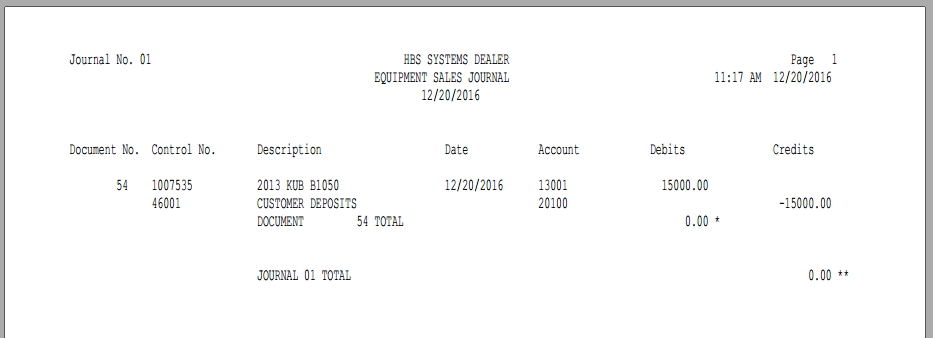 Journal No. 01 HBS SYSTEMS DEALER Page 1
EQUIPMENT SALES JOURNAL 11:17 AM 12/20/2016
12/20/2016
Document No. Control No. Description Date Account Debits Credits
54 1007535 2013 KUB B1050 12/20/2016 13001 15000.00
46001 CUSTOMER DEPOSITS 20100 -15000.00
DOCUMENT 54 TOTAL 0.00 *
JOURNAL 01 TOTAL 0.00 **